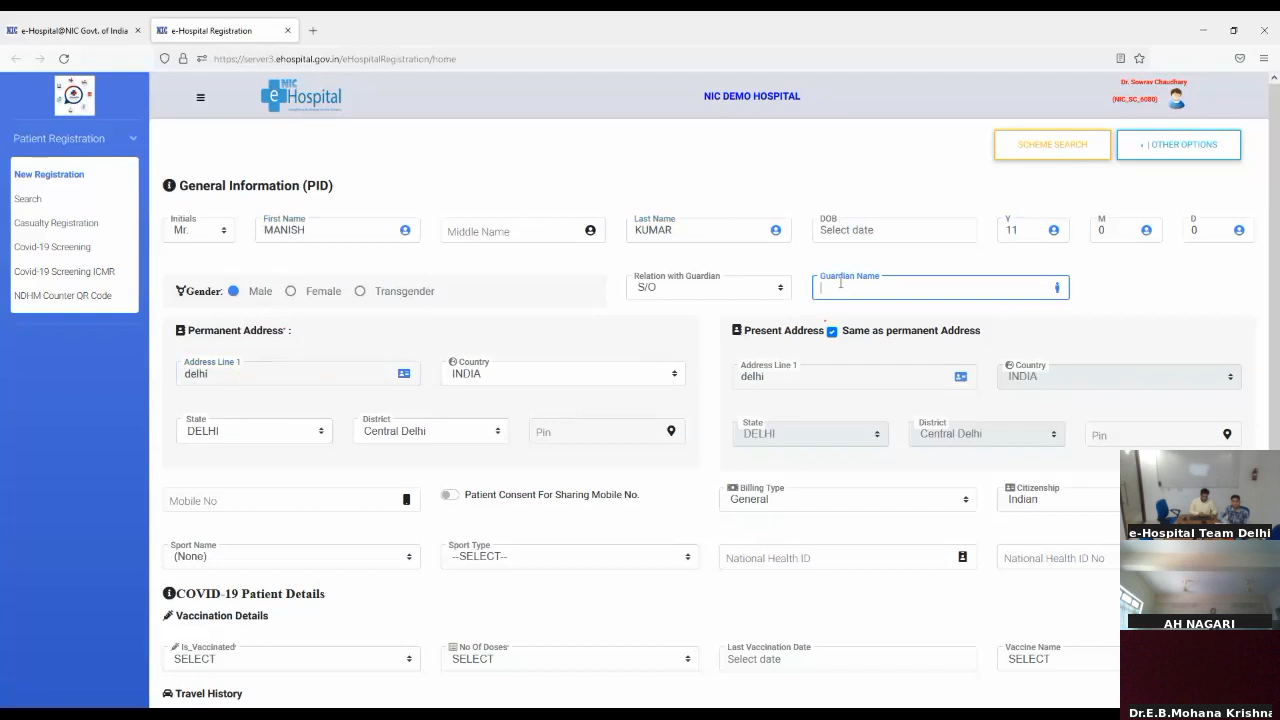 NIC e-Hospital@NIC Govt. of India
NIC e-Hospital Registration
https://server3.ehospital.gov.in/eHospitalRegistration/home
NIC
eHospital
NIC DEMO HOSPITAL
Dr. Sowrav Chaudhary
(NIC_SC_6080)
Patient Registration
New Registration
Search
Casualty Registration
Covid-19 Screening
Covid-19 Screening ICMR
NDHM Counter QR Code
SCHEME SEARCH
| OTHER OPTIONS
General Information (PID)
Initials
Mr.
First Name
MANISH
Middle Name
Last Name
KUMAR
DOB
Select date
Y
11
M
0
D
0
Gender:
Male
Female
Transgender
Relation with Guardian
S/O
Guardian Name
Permanent Address* :
Present Address
Same as permanent Address
Address Line 1
delhi
Country
INDIA
Address Line 1
delhi
Country
INDIA
State
DELHI
District
Central Delhi
Pin
State
DELHI
District
Central Delhi
Pin
Mobile No
Patient Consent For Sharing Mobile No.
Billing Type
General
Citizenship
Indian
Sport Name
(None)
Sport Type
--SELECT--
National Health ID
National Health ID No
COVID-19 Patient Details
Vaccination Details
Is_Vaccinated*
SELECT
No Of Doses*
SELECT
Last Vaccination Date
Select date
Vaccine Name
SELECT
Travel History
e-Hospital Team Delhi
AH NAGARI
Dr.E.B.Mohana Krishna